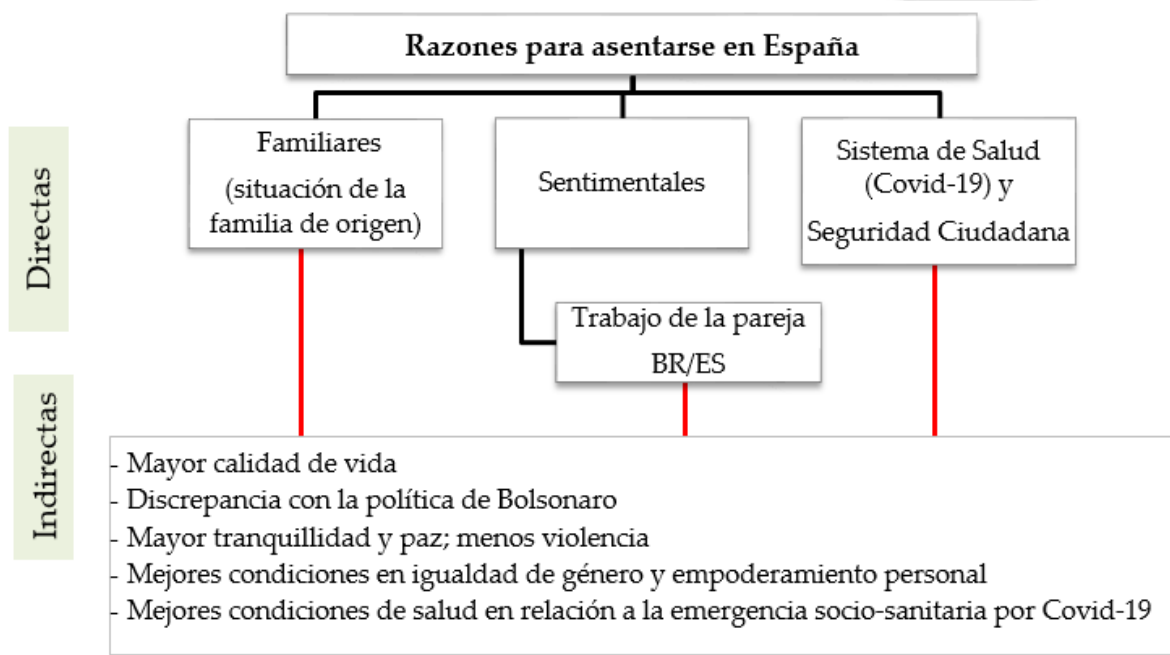 Razones para asentarse en España
Directas
Familiares
(situación de la
familia de origen)
Sentimentales
Sistema de Salud
(Covid-19) y
Seguridad Ciudadana
Trabajo de la pareja
BR/ES
Indirectas
- Mayor calidad de vida
- Discrepancia con la política de Bolsonaro
- Mayor tranquillidad y paz; menos violencia
- Mejores condiciones en igualdad de género y empoderamiento personal
- Mejores condiciones de salud en relación a la emergencia socio-sanitaria por Covid-19